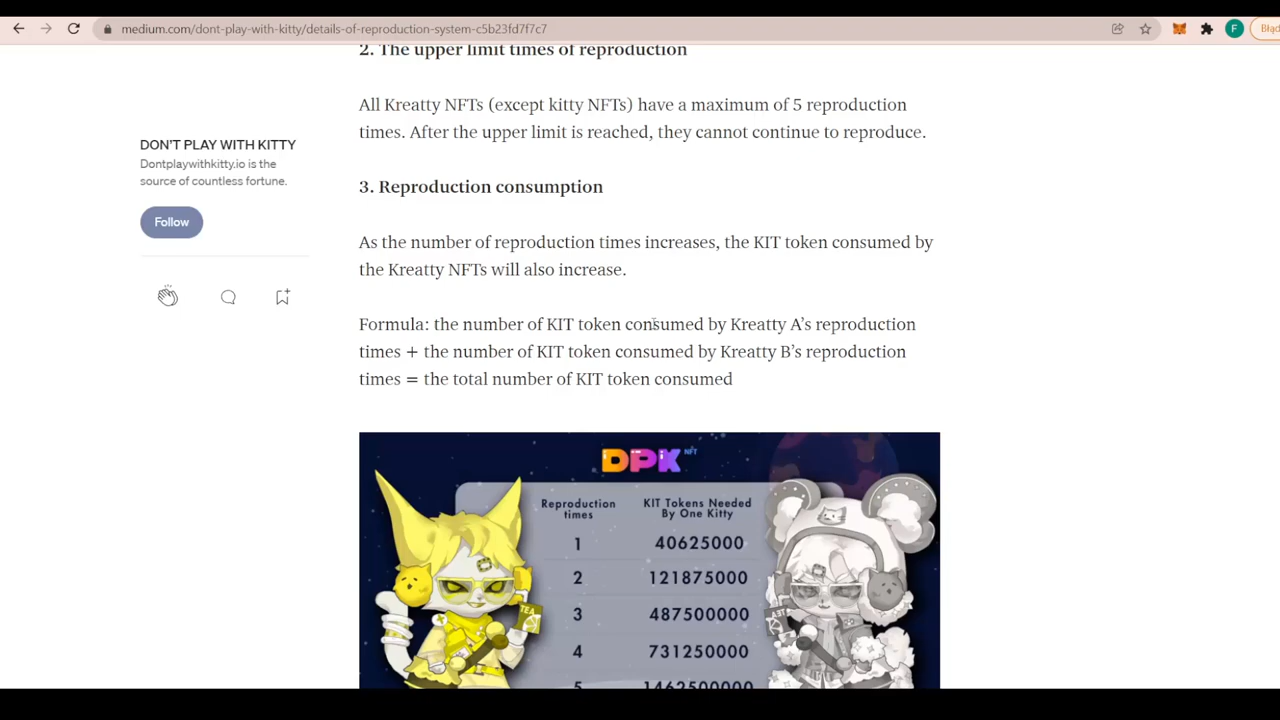 medium.com/dont-play-with-kitty/details-of-reproduction-system-c5b23fd7f7c7
F
Błąd
2. The upper limit times of reproduction
All Kreatty NFTs (except kitty NFTs) have a maximum of 5 reproduction
times. After the upper limit is reached, they cannot continue to reproduce.
DON'T PLAY WITH KITTY
Dontplaywithkitty.io is the
source of countless fortune.
Follow
3. Reproduction consumption
As the number of reproduction times increases, the KIT token consumed by
the Kreatty NFTs will also increase.
Formula: the number of KIT token consumed by Kreatty A's reproduction
times + the number of KIT token consumed by Kreatty B's reproduction
times = the total number of KIT token consumed
DPK NFT
Reproduction
times
KIT Tokens Needed
By One Kitty
1 40625000
2 121875000
3 487500000
4 731250000
5 1462500000
TEA
TEA